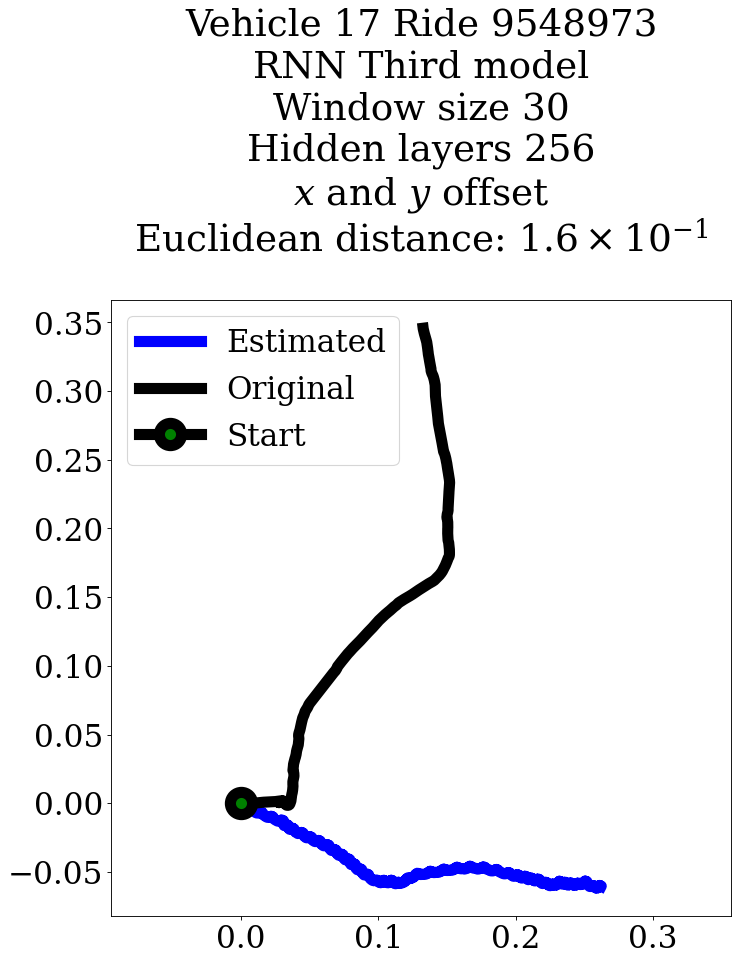 Vehicle 17 Ride 9548973
RNN Third model
Window size 30
Hidden layers 256
x and y offset
Euclidean distance: 1.6 × 10⁻¹
Estimated
Original
Start
0.35
0.30
0.25
0.20
0.15
0.10
0.05
0.00
−0.05
0.0 0.1 0.2 0.3